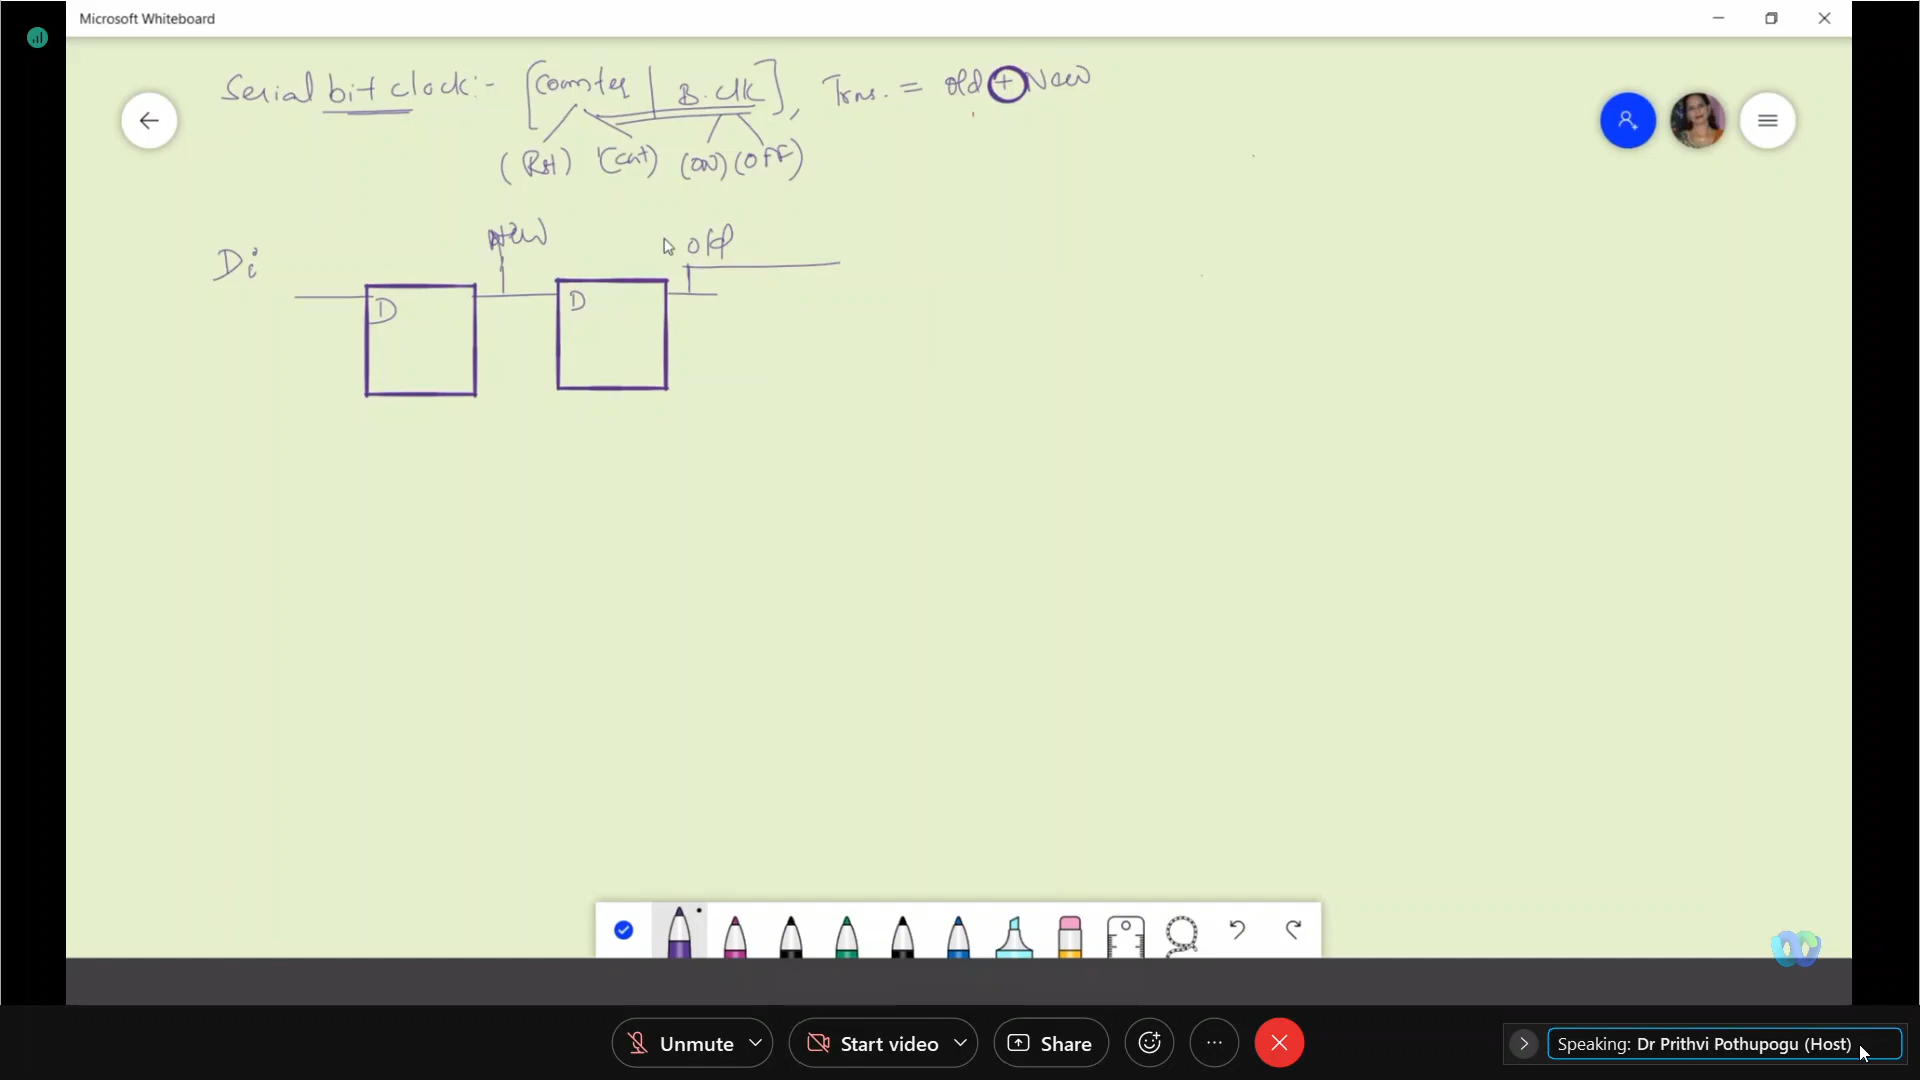 Microsoft Whiteboard
Serial bit clock:- [Counter | B.clk], Trns. = old ⊕ New
(Rst) (cnt) (ON) (OFF)
New old
Di
D D
Unmute Start video Share Speaking: Dr Prithvi Pothupogu (Host)